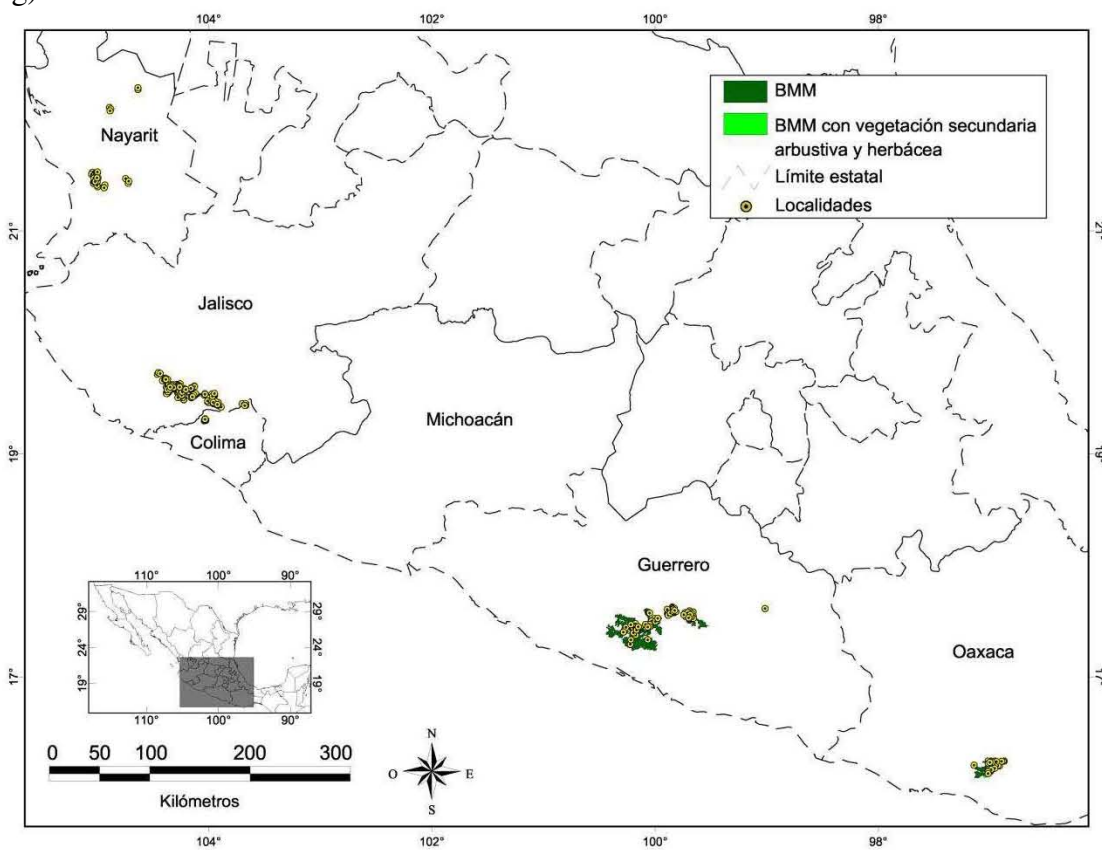 g,
104° 102° 100° 98°
BMM
BMM con vegetación secundaria
arbustiva y herbácea
Límite estatal
Localidades
Nayarit
21°
Jalisco
Colima
Michoacán
19° 19°
Guerrero
Oaxaca
17°
110° 100° 90°
29° 29°
24° 24°
19° 19°
110° 100° 90°
0 50 100 200 300
Kilómetros
N
O E
S
104° 102° 100° 98°